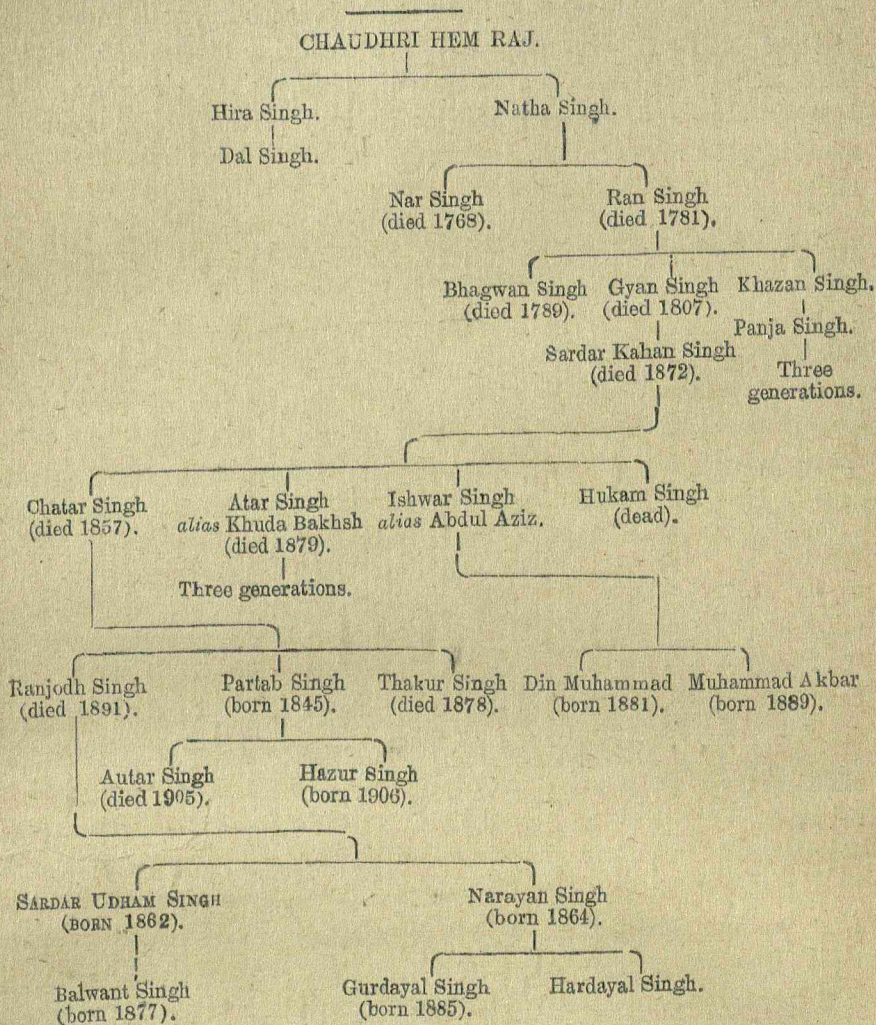 CHAUDHRI HEM RAJ.
Hira Singh. Natha Singh.
Dal Singh.
Nar Singh Ran Singh
(died 1768). (died 1781).
Bhagwan Singh Gyan Singh Khazan Singh.
(died 1789). (died 1807).
Panja Singh.
Sardar Kahan Singh
(died 1872).
Three
generations.
Chatar Singh
(died 1857).
Atar Singh
alias Khuda Bakhsh
(died 1879).
Three generations.
Ishwar Singh
alias Abdul Aziz.
Hukam Singh
(dead).
Ranjodh Singh
(died 1891).
Partab Singh
(born 1845).
Thakur Singh
(died 1878).
Din Muhammad
(born 1881).
Muhammad Akbar
(born 1889).
Autar Singh
(died 1905).
Hazur Singh
(born 1906).
SARDAR UDHAM SINGH
(BORN 1862).
Narayan Singh
(born 1864).
Balwant Singh
(born 1877).
Gurdayal Singh
(born 1885).
Hardayal Singh.